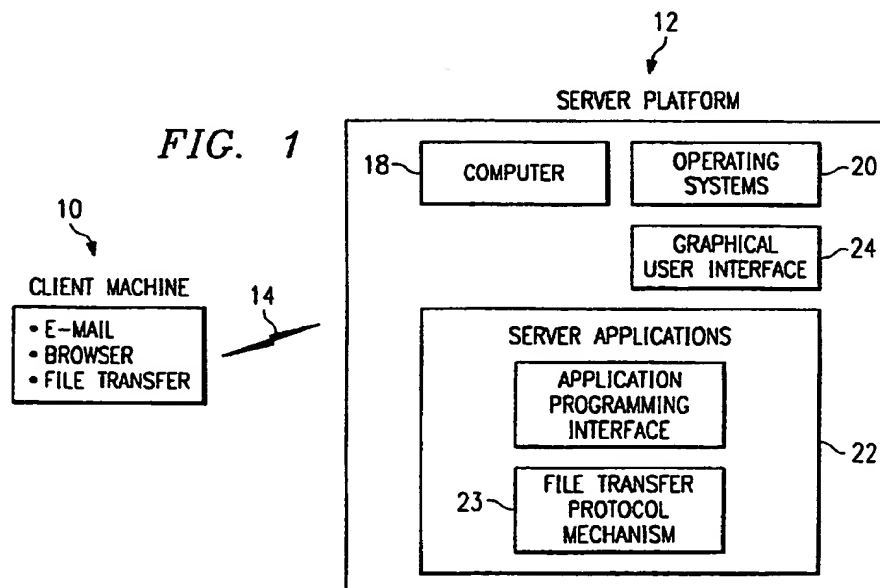 12
SERVER PLATFORM
FIG. 1
18
COMPUTER
OPERATING
SYSTEMS
20
10
GRAPHICAL
USER INTERFACE
24
CLIENT MACHINE
• E-MAIL
• BROWSER
• FILE TRANSFER
14
SERVER APPLICATIONS
APPLICATION
PROGRAMMING
INTERFACE
22
23
FILE TRANSFER
PROTOCOL
MECHANISM